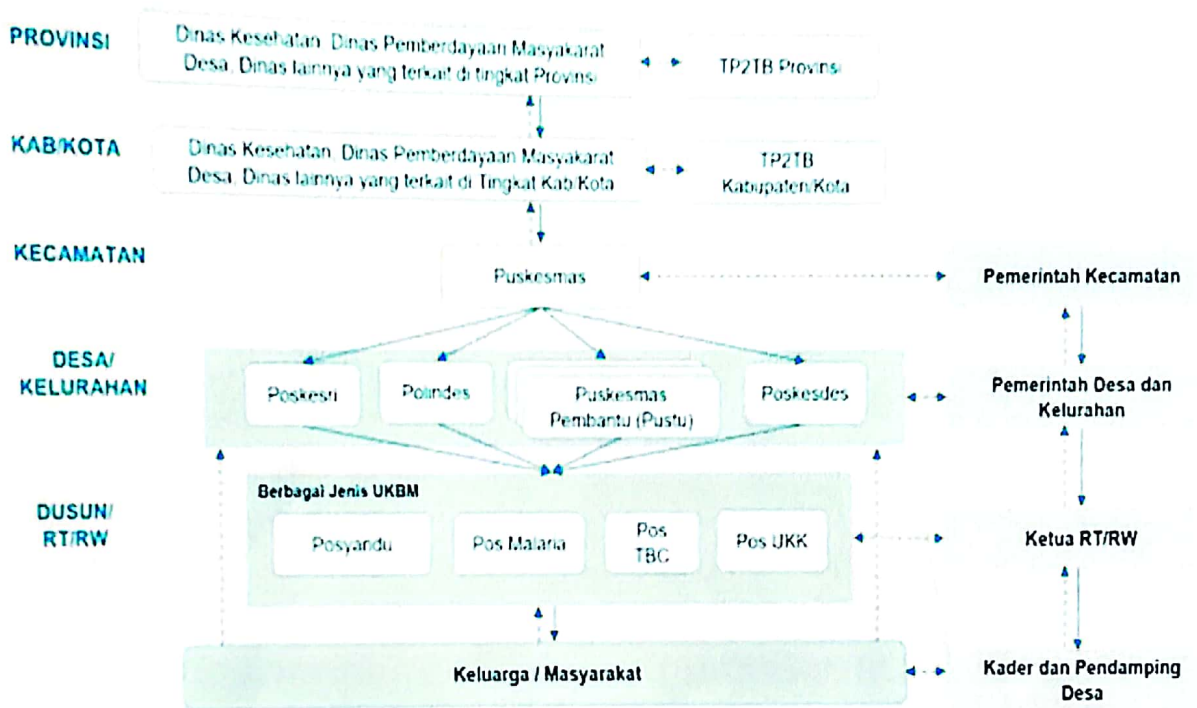 PROVINSI
Dinas Kesehatan, Dinas Pemberdayaan Masyakarat
Desa, Dinas lainnya yang terkait di tingkat Provinsi
TP2TB Provinsi
KAB/KOTA
Dinas Kesehatan, Dinas Pemberdayaan Masyakarat
Desa, Dinas lainnya yang terkait di Tingkat Kab/Kota
TP2TB
Kabupaten/Kota
KECAMATAN
Puskesmas
Pemerintah Kecamatan
DESA/
KELURAHAN
Poskestri
Polindes
Puskesmas
Pembantu (Pustu)
Poskesdes
Pemerintah Desa dan
Kelurahan
DUSUN/
RT/RW
Berbagai Jenis UKBM
Posyandu
Pos Malaria
Pos
TBC
Pos UKK
Ketua RT/RW
Keluarga / Masyarakat
Kader dan Pendamping
Desa